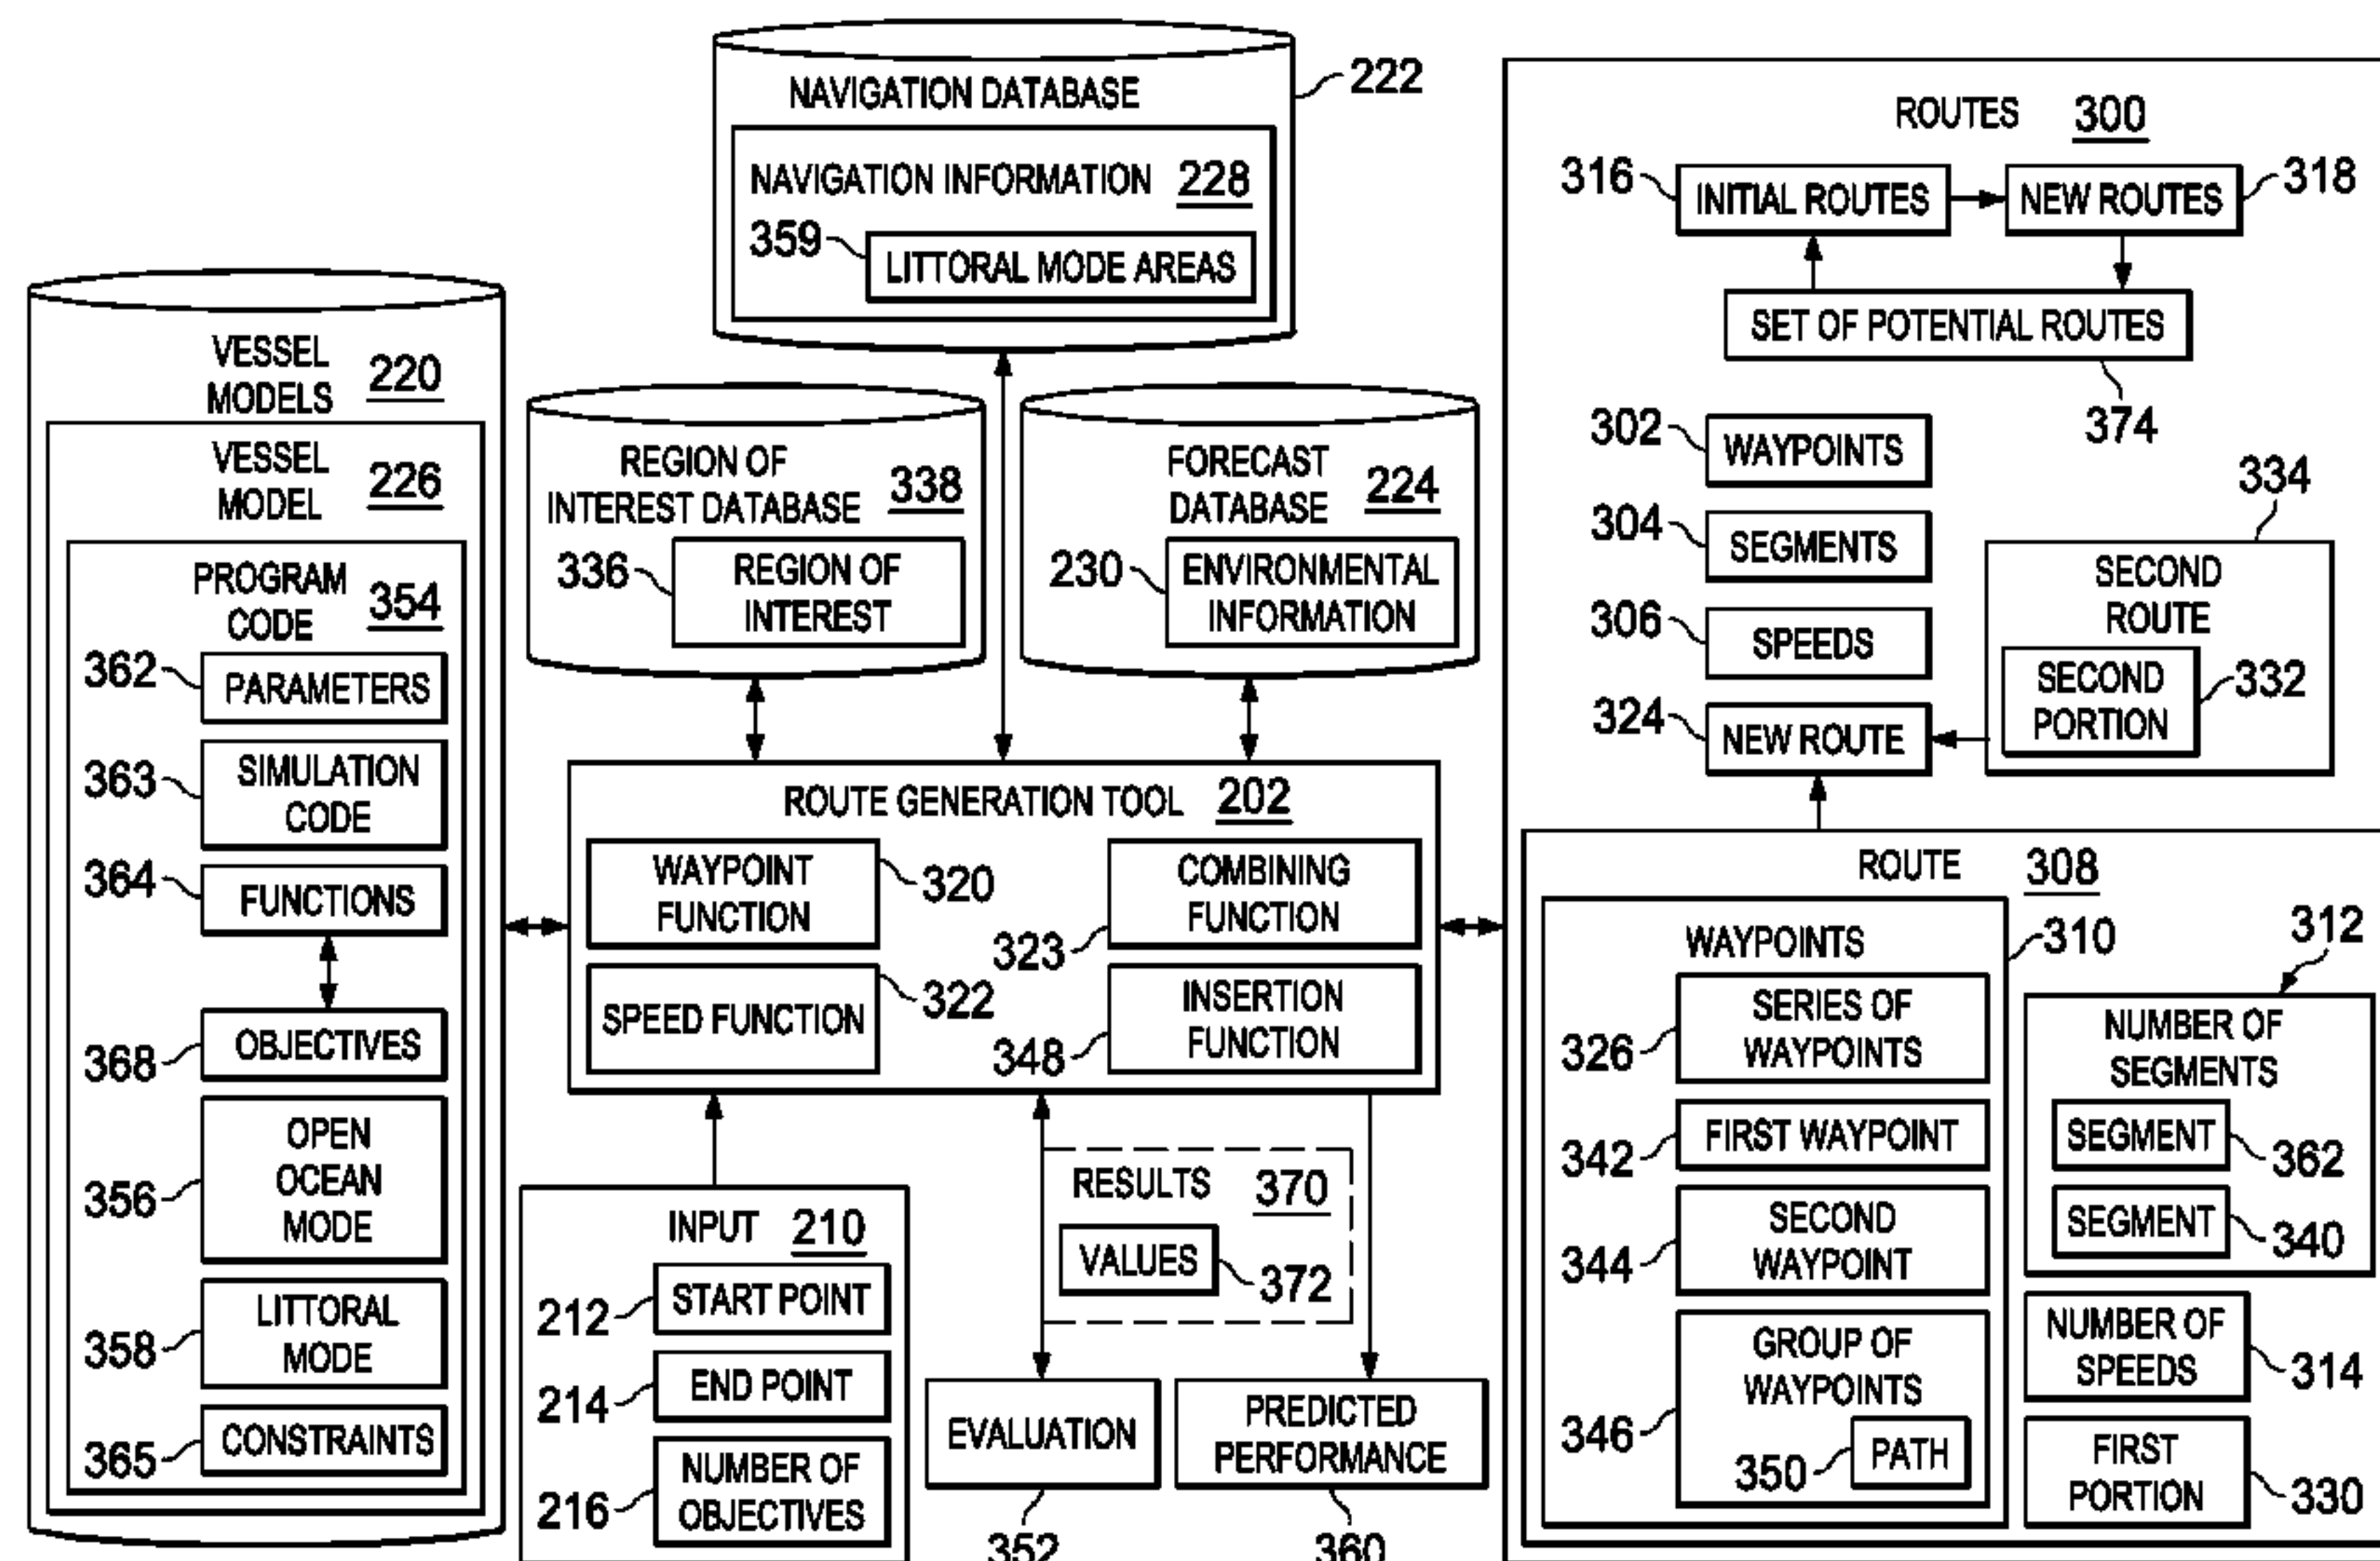 NAVIGATION DATABASE
222
NAVIGATION INFORMATION 228
359
LITTORAL MODE AREAS
VESSEL
MODELS 220
VESSEL
MODEL 226
PROGRAM
CODE 354
362 PARAMETERS
363 SIMULATION
CODE
364 FUNCTIONS
368 OBJECTIVES
356 OPEN
OCEAN
MODE
358 LITTORAL
MODE
365 CONSTRAINTS
REGION OF
INTEREST DATABASE 338
336 REGION OF
INTEREST
FORECAST
DATABASE 224
230 ENVIRONMENTAL
INFORMATION
ROUTE GENERATION TOOL 202
WAYPOINT
FUNCTION
320
COMBINING
FUNCTION
323
SPEED FUNCTION
322
INSERTION
FUNCTION
348
INPUT 210
212 START POINT
214 END POINT
216 NUMBER OF
OBJECTIVES
RESULTS 370
VALUES
372
EVALUATION
352
PREDICTED
PERFORMANCE
360
ROUTES 300
316 INITIAL ROUTES
NEW ROUTES 318
SET OF POTENTIAL ROUTES
374
302 WAYPOINTS
304 SEGMENTS
306 SPEEDS
324 NEW ROUTE
334
SECOND
ROUTE
SECOND
PORTION
332
ROUTE 308
WAYPOINTS
310
326 SERIES OF
WAYPOINTS
342 FIRST WAYPOINT
344 SECOND
WAYPOINT
346 GROUP OF
WAYPOINTS
350 PATH
312
NUMBER OF
SEGMENTS
SEGMENT 362
SEGMENT 340
NUMBER OF
SPEEDS
314
FIRST
PORTION
330